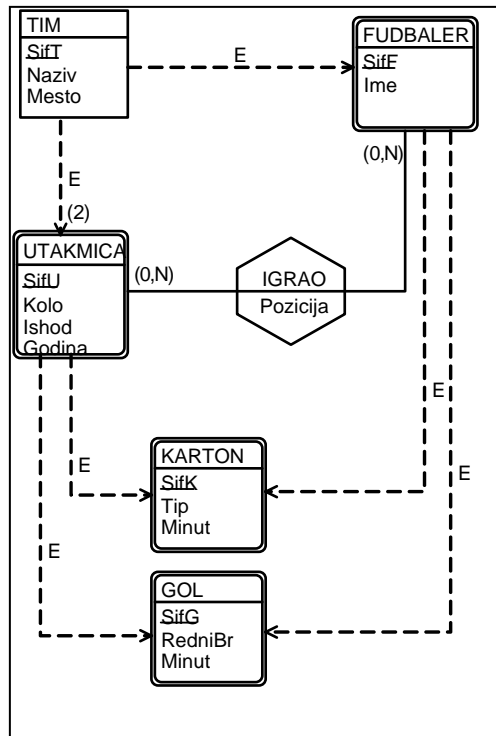 TIM
SifT
Naziv
Mesto
E
FUDBALER
SifF
Ime
E
(2)
(0,N)
UTAKMICA
SifU
Kolo
Ishod
Godina
(0,N)
IGRAO
Pozicija
E
E
KARTON
SifK
Tip
Minut
E
E
GOL
SifG
RedniBr
Minut